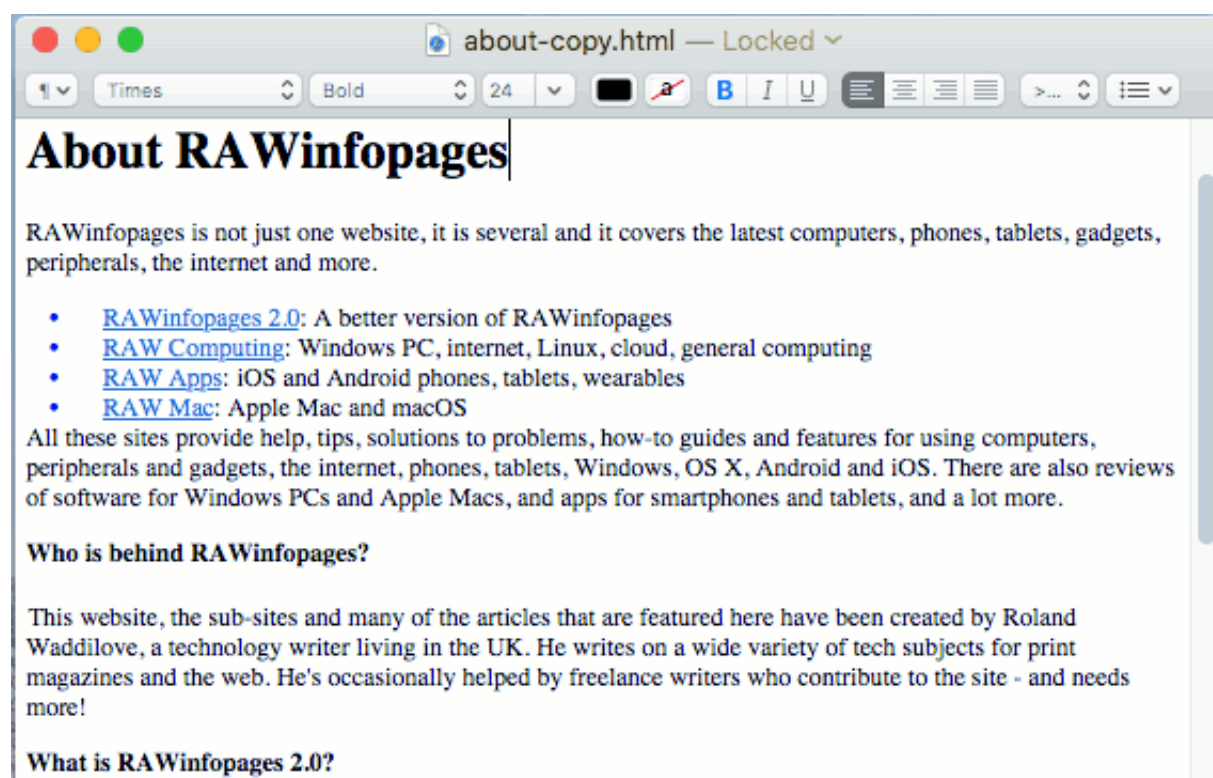 about-copy.html — Locked
¶ Times Bold 24 a B I U >...
About RAWinfopages
RAWinfopages is not just one website, it is several and it covers the latest computers, phones, tablets, gadgets,
peripherals, the internet and more.
• RAWinfopages 2.0: A better version of RAWinfopages
• RAW Computing: Windows PC, internet, Linux, cloud, general computing
• RAW Apps: iOS and Android phones, tablets, wearables
• RAW Mac: Apple Mac and macOS
All these sites provide help, tips, solutions to problems, how-to guides and features for using computers,
peripherals and gadgets, the internet, phones, tablets, Windows, OS X, Android and iOS. There are also reviews
of software for Windows PCs and Apple Macs, and apps for smartphones and tablets, and a lot more.
Who is behind RAWinfopages?
This website, the sub-sites and many of the articles that are featured here have been created by Roland
Waddilove, a technology writer living in the UK. He writes on a wide variety of tech subjects for print
magazines and the web. He's occasionally helped by freelance writers who contribute to the site - and needs
more!
What is RAWinfopages 2.0?